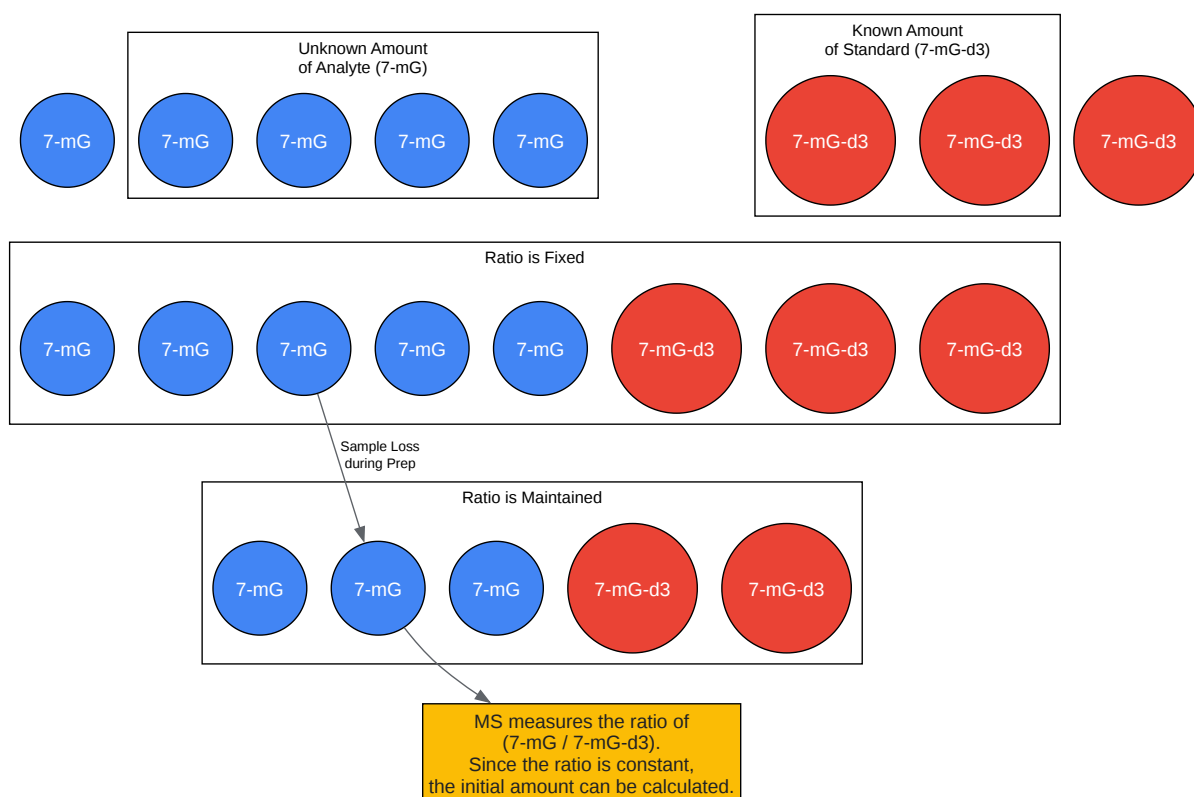 Unknown Amount
of Analyte (7-mG)
Known Amount
of Standard (7-mG-d3)
7-mG
7-mG
7-mG
7-mG
7-mG
7-mG-d3
7-mG-d3
7-mG-d3
Ratio is Fixed
7-mG
7-mG
7-mG
7-mG
7-mG
7-mG-d3
7-mG-d3
7-mG-d3
Sample Loss
during Prep
Ratio is Maintained
7-mG
7-mG
7-mG
7-mG-d3
7-mG-d3
MS measures the ratio of
(7-mG / 7-mG-d3).
Since the ratio is constant,
the initial amount can be calculated.